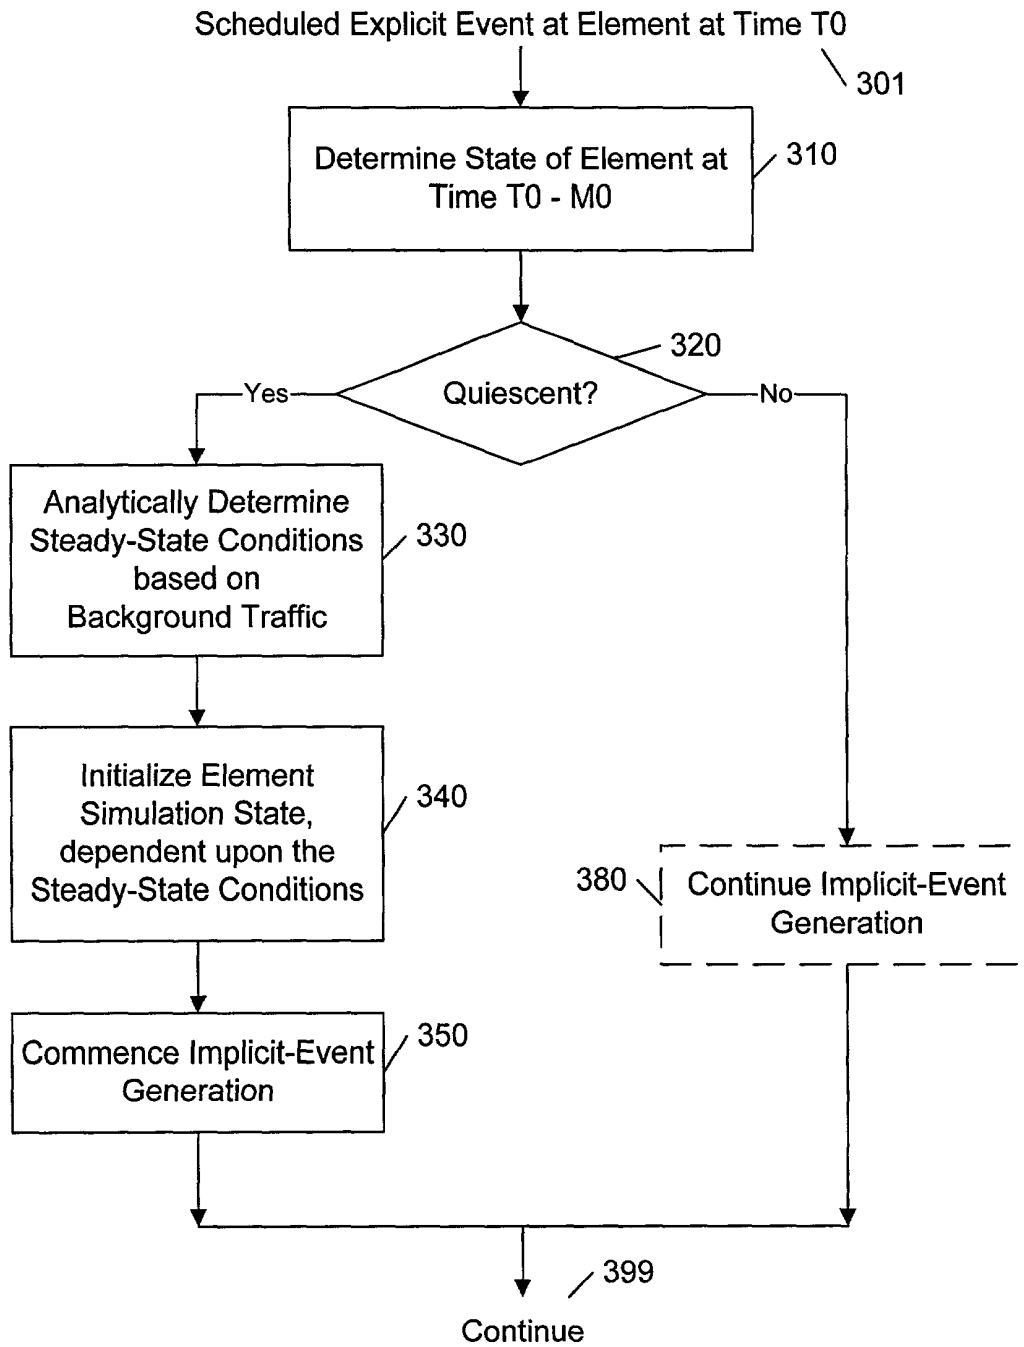 Scheduled Explicit Event at Element at Time T0
301
Determine State of Element at
Time T0 - M0
310
320
Quiescent?
Yes
No
Analytically Determine
Steady-State Conditions
based on
Background Traffic
330
Initialize Element
Simulation State,
dependent upon the
Steady-State Conditions
340
380
Continue Implicit-Event
Generation
Commence Implicit-Event
Generation
350
399
Continue